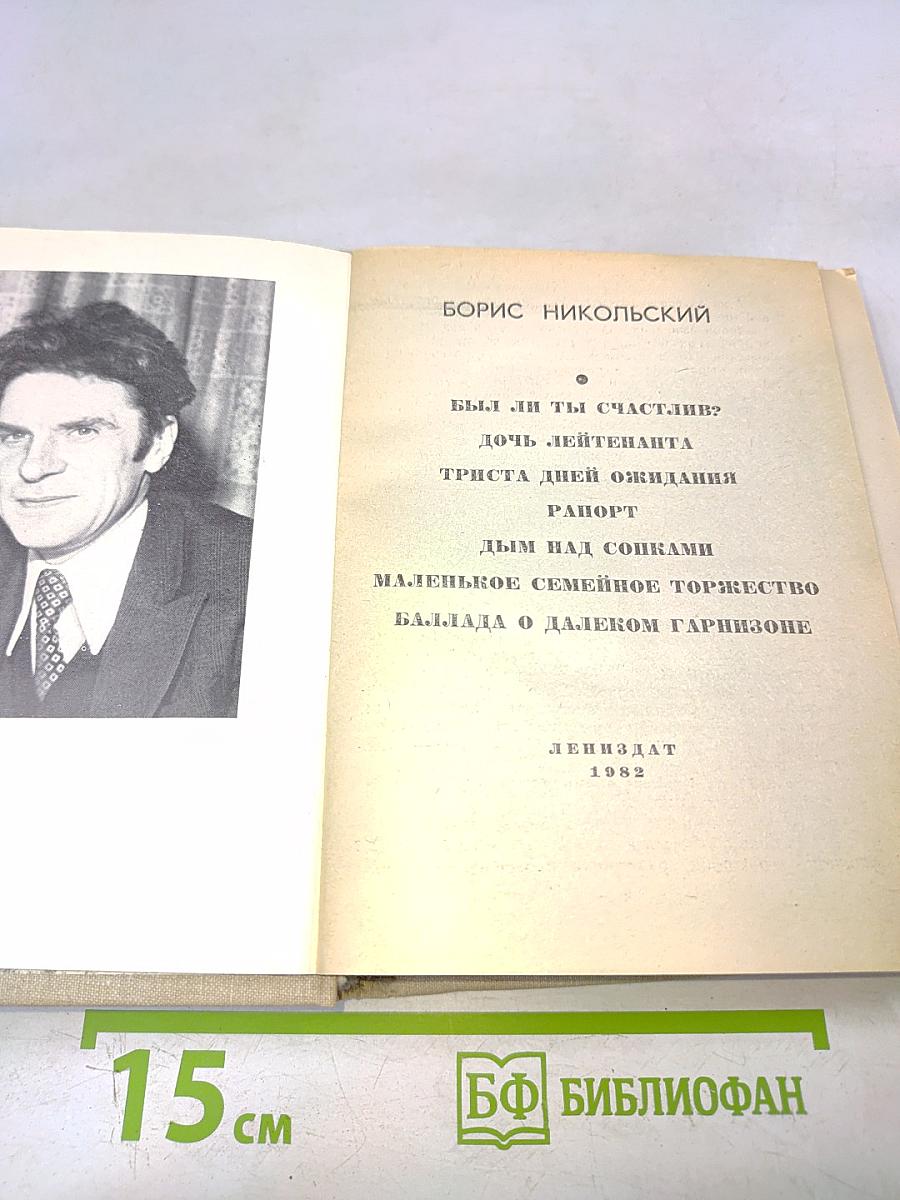 БОРИС НИКОЛЬСКИЙ
БЫЛ ЛИ ТЫ СЧАСТЛИВ?
ДОЧЬ ЛЕЙТЕНАНТА
ТРИСТА ДНЕЙ ОЖИДАНИЯ
РАПОРТ
ДЫМ НАД СОПКАМИ
МАЛЕНЬКОЕ СЕМЕЙНОЕ ТОРЖЕСТВО
БАЛЛАДА О ДАЛЕКОМ ГАРНИЗОНЕ
ЛЕНИЗДАТ
1982
15 см
БФ БИБЛИОФАН